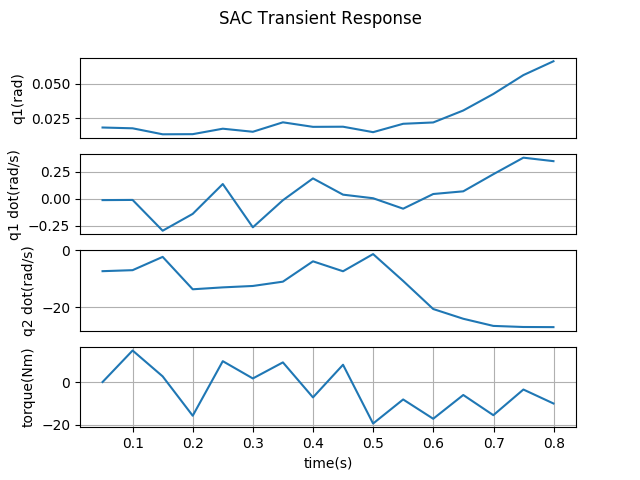 SAC Transient Response
q1(rad)
0.050
0.025
q1 dot(rad/s)
0.25
0.00
−0.25
q2 dot(rad/s)
0
−20
torque(Nm)
0
−20
0.1 0.2 0.3 0.4 0.5 0.6 0.7 0.8
time(s)